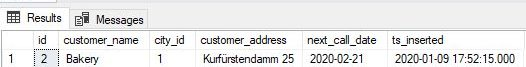 Results Messages
id customer_name city_id customer_address next_call_date ts_inserted
1 2 Bakery 1 Kurfürstendamm 25 2020-02-21 2020-01-09 17:52:15.000